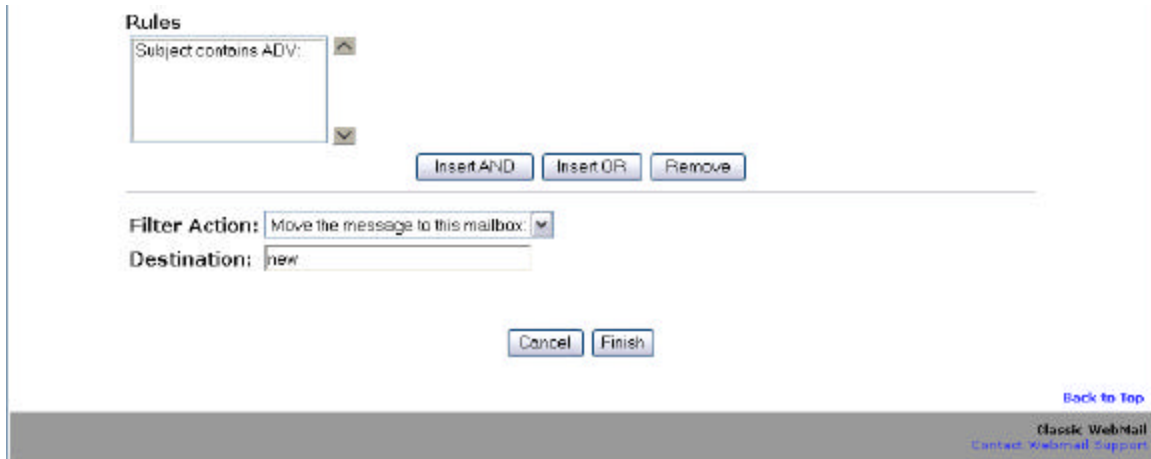 Rules
Subject contains ADV:
Insert AND Insert OR Remove
Filter Action: Move the message to this mailbox:
Destination: new
Cancel Finish
Back to Top
Classic WebMail
Contact Webmail Support